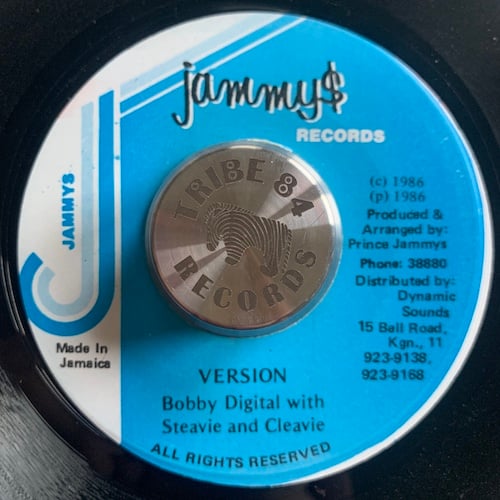 jammy$
RECORDS
JAMMYS
(c) 1986
(p) 1986
Produced &
Arranged by:
Prince Jammys
Phone: 38880
Distributed by:
Dynamic
Sounds
15 Bell Road,
Kgn., 11
923-9138,
923-9168
TRIBE 84
RECORDS
Made In
Jamaica
VERSION
Bobby Digital with
Steavie and Cleavie
ALL RIGHTS RESERVED